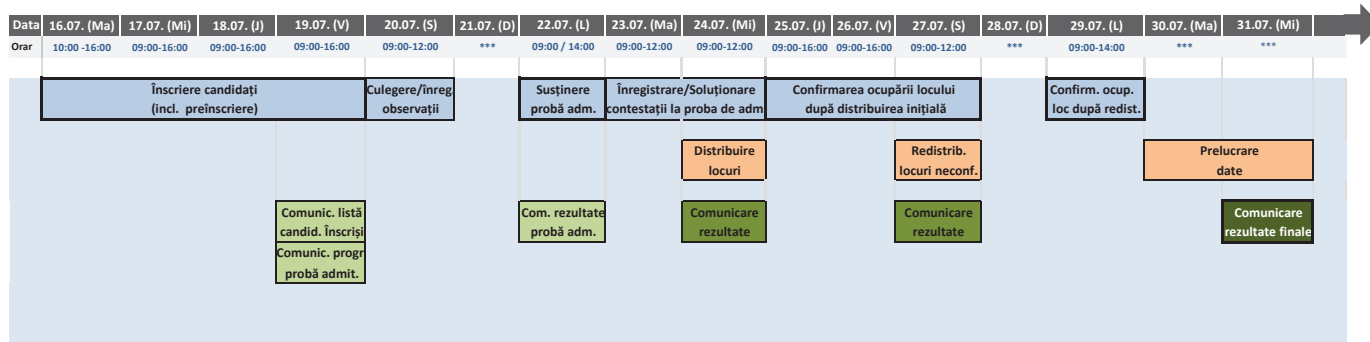 Data 16.07. (Ma) 17.07. (Mi) 18.07. (J) 19.07. (V) 20.07. (S) 21.07. (D) 22.07. (L) 23.07. (Ma) 24.07. (Mi) 25.07. (J) 26.07. (V) 27.07. (S) 28.07. (D) 29.07. (L) 30.07. (Ma) 31.07. (Mi)
Orar 10:00 -16:00 09:00-16:00 09:00-16:00 09:00-16:00 09:00-12:00 *** 09:00 / 14:00 09:00-12:00 09:00-12:00 09:00-16:00 09:00-16:00 09:00-12:00 *** 09:00-14:00 *** ***
Înscriere candidați
(incl. preînscriere)
Culegere/înreg.
observații
Susținere
probă adm.
Înregistrare/Soluționare
contestații la proba de adm
Confirmarea ocupării locului
după distribuirea inițială
Confirm. ocup.
loc după redist.
Distribuire
locuri
Redistrib.
locuri neconf.
Prelucrare
date
Comunic. listă
candid. Înscriși
Com. rezultate
probă adm.
Comunicare
rezultate
Comunicare
rezultate
Comunicare
rezultate finale
Comunic. progr
probă admit.